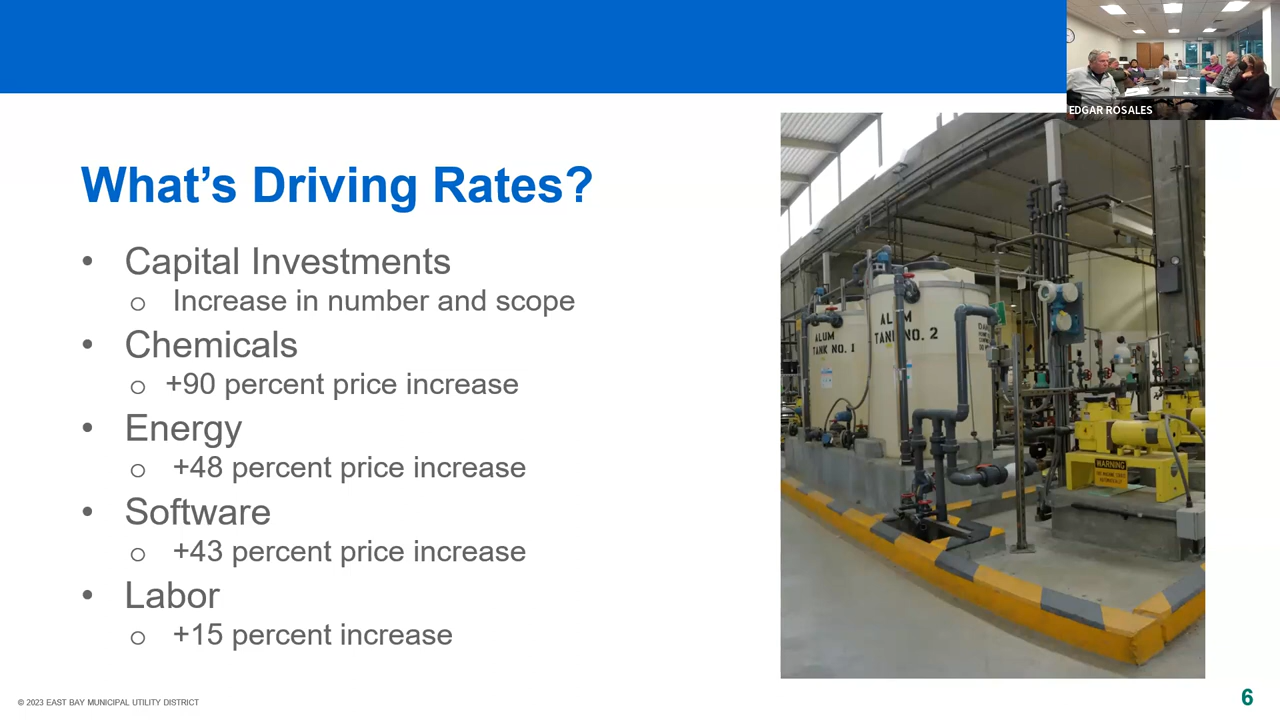 EDGAR ROSALES
What’s Driving Rates?
• Capital Investments
o Increase in number and scope
• Chemicals
o +90 percent price increase
• Energy
o +48 percent price increase
• Software
o +43 percent price increase
• Labor
o +15 percent increase
ALUM
TANK NO. 1
ALUM
TANK NO. 2
WARNING
© 2023 EAST BAY MUNICIPAL UTILITY DISTRICT
6